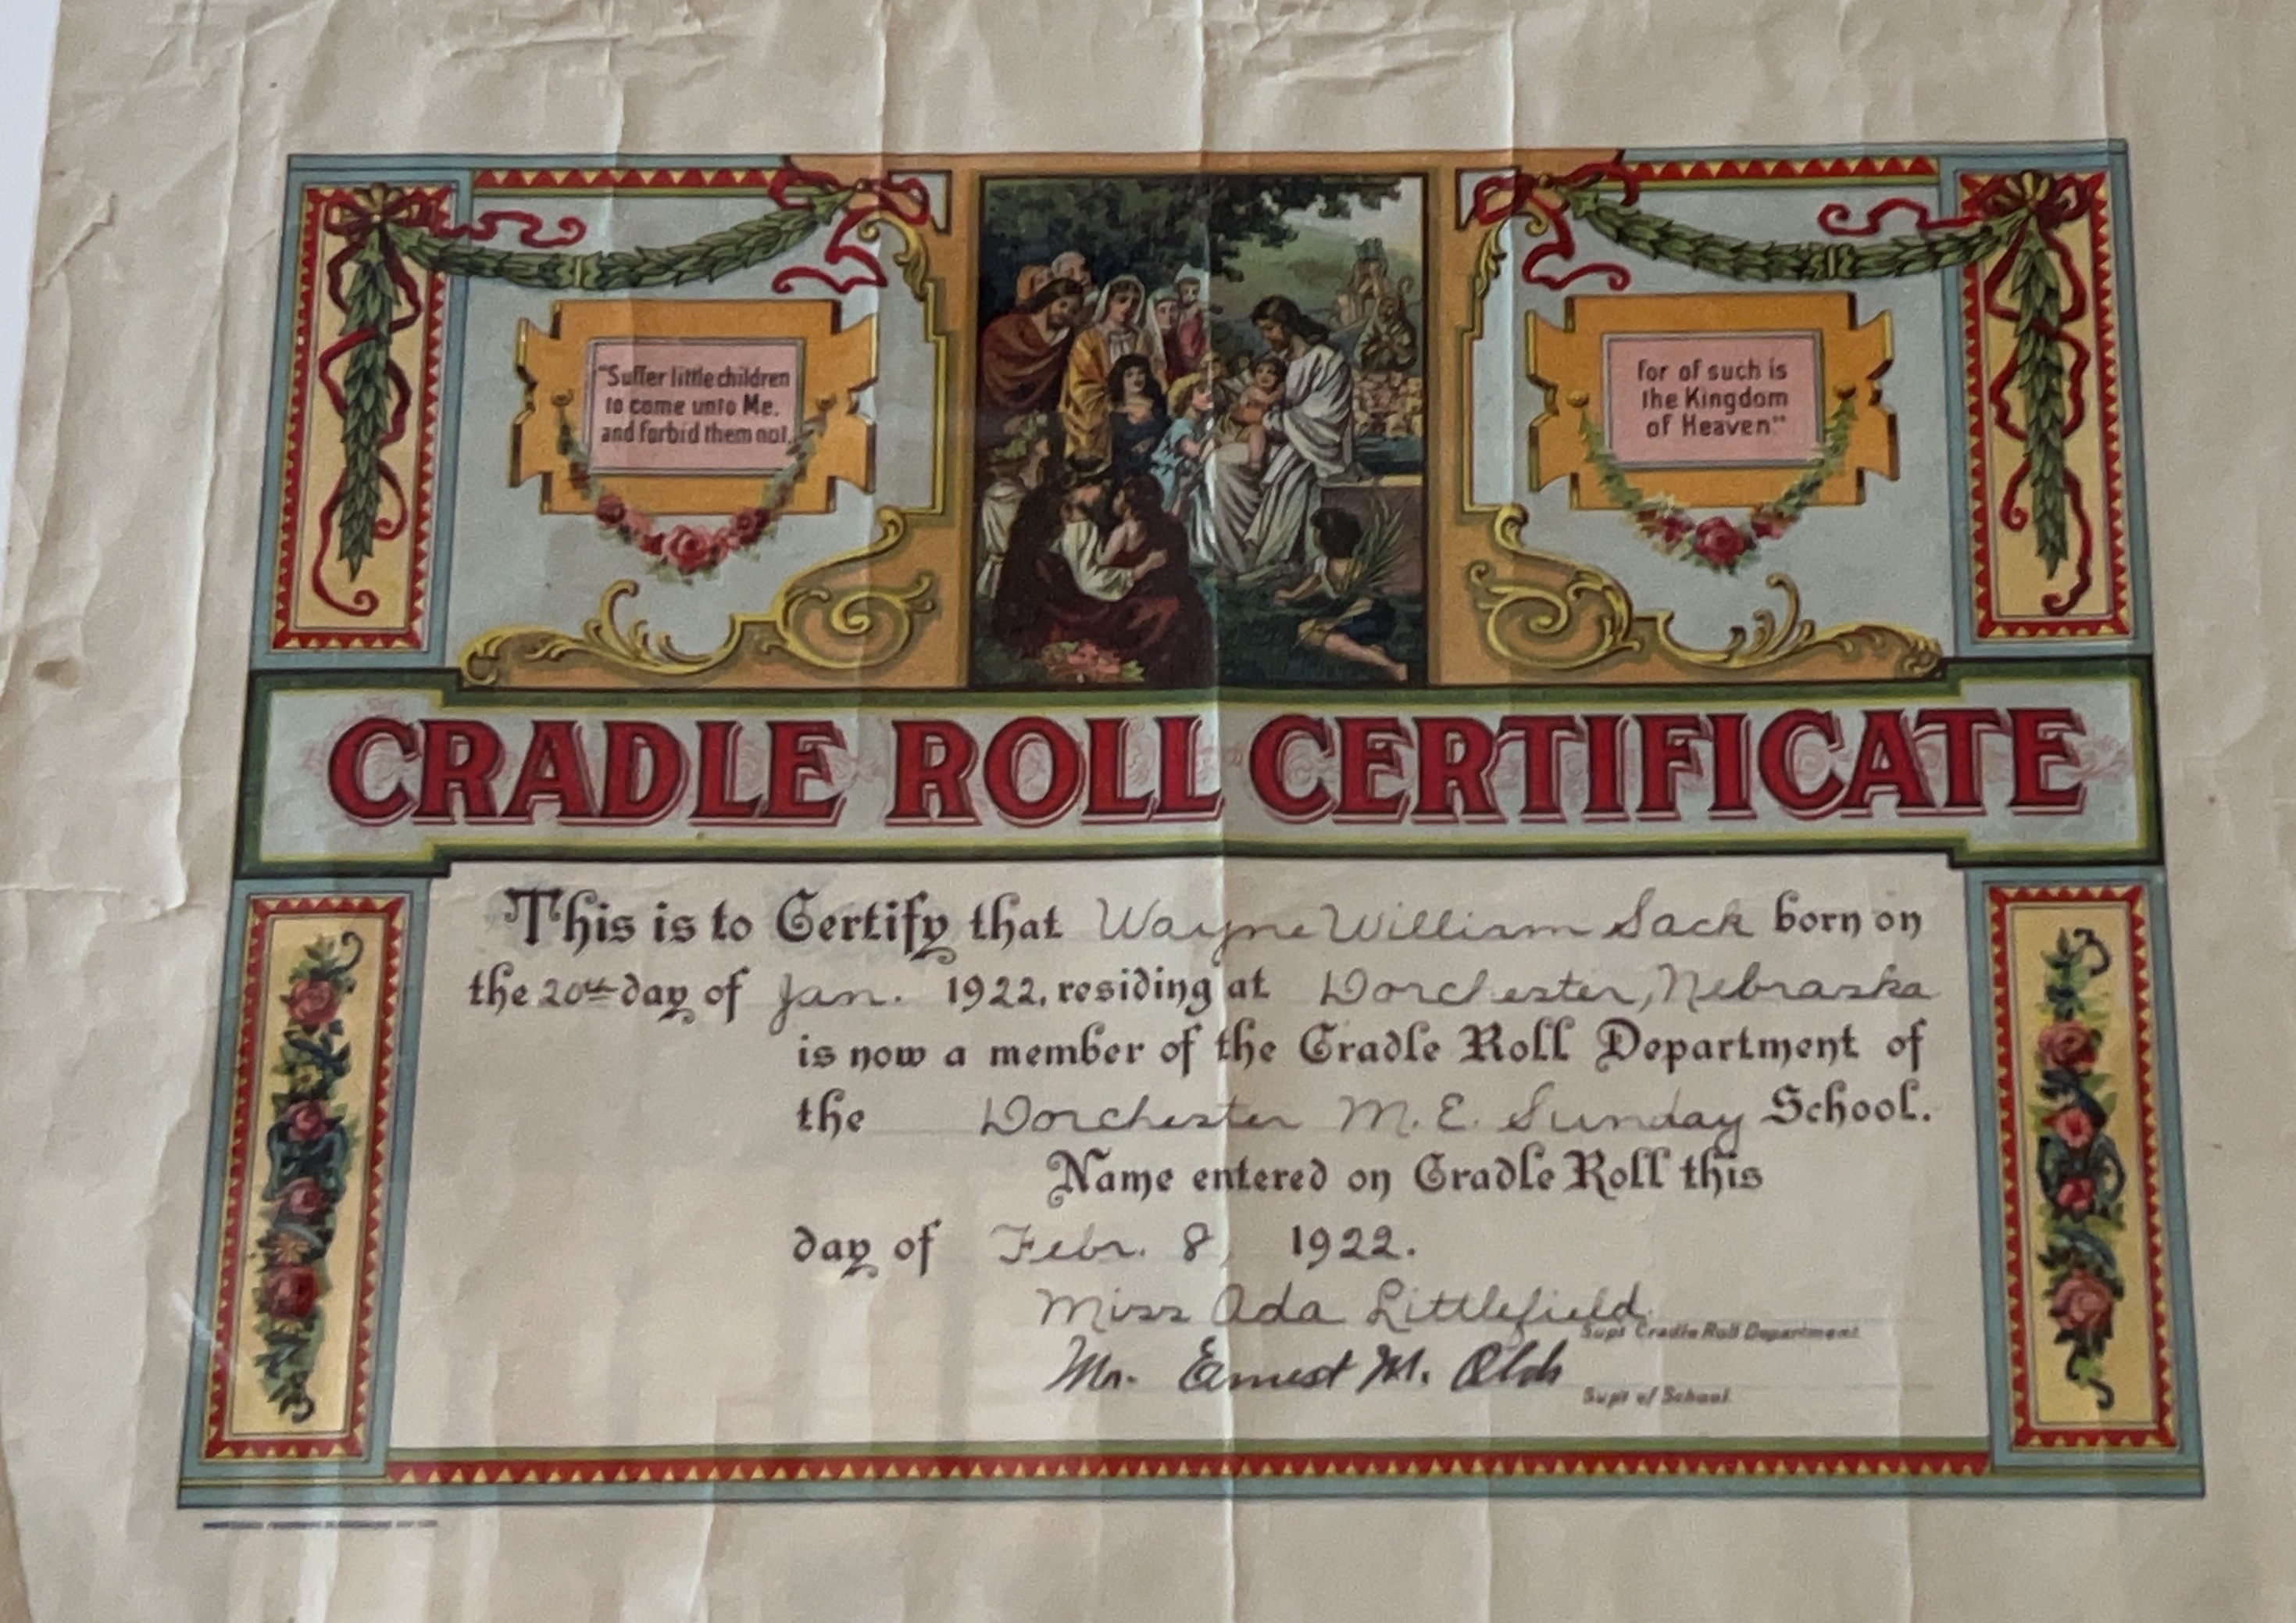 "Suffer little children
to come unto Me.
and forbid them not,
for of such is
the Kingdom
of Heaven"
CRADLE ROLL CERTIFICATE
This is to Certify that Wayne William Sack born on
the 20th day of Jan. 1922, residing at Dorchester, Nebraska
is now a member of the Cradle Roll Department of
the Dorchester M. E. Sunday School.
Name entered on Cradle Roll this
day of Febr. 8, 1922.
Miss Ada Littlefield
Supt Cradle Roll Department
Mr. Ernest M. Olds
Supt of School